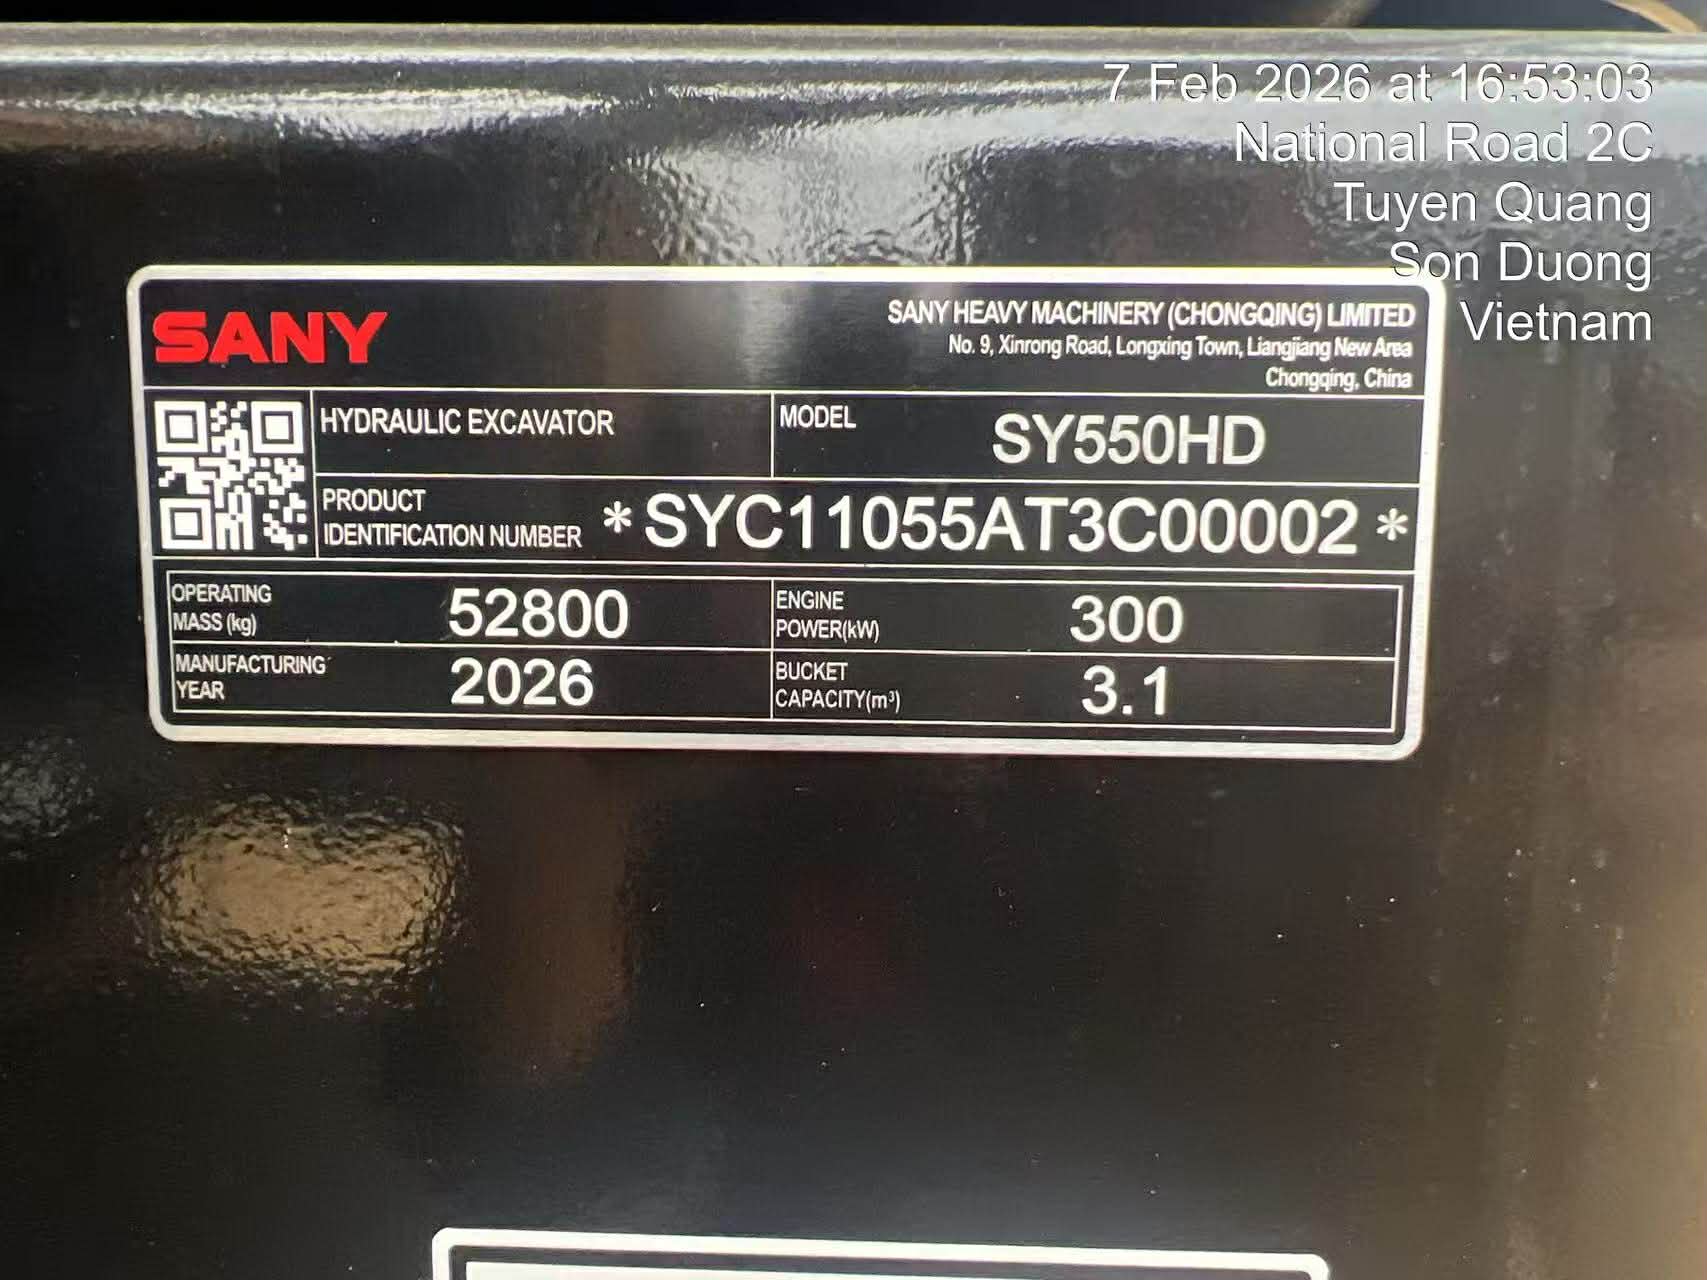 7 Feb 2026 at 16:53:03
National Road 2C
Tuyen Quang
Son Duong
Vietnam
SANY
SANY HEAVY MACHINERY (CHONGQING) LIMITED
No. 9, Xinrong Road, Longxing Town, Liangjiang New Area
Chongqing, China
HYDRAULIC EXCAVATOR
MODEL
SY550HD
PRODUCT
IDENTIFICATION NUMBER
*SYC11055AT3C00002*
OPERATING
MASS (kg)
52800
ENGINE
POWER(kW)
300
MANUFACTURING
YEAR
2026
BUCKET
CAPACITY(m³)
3.1